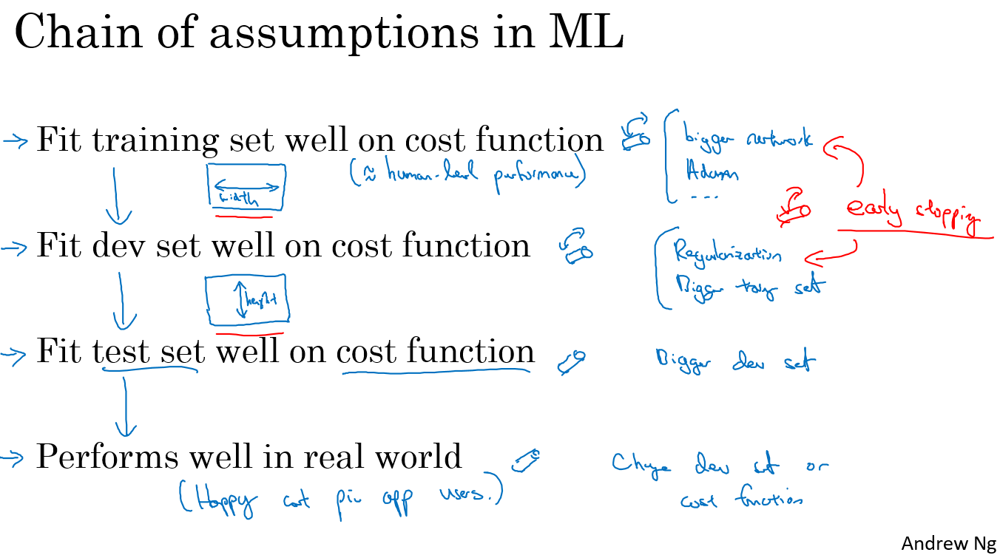 Chain of assumptions in ML
→ Fit training set well on cost function
(≈ human-level performance)
bigger network
Adam
...
width
early stopping
→ Fit dev set well on cost function
Regularization
Bigger training set
height
→ Fit test set well on cost function
Bigger dev set
→ Performs well in real world
(Happy cat pic app users.)
Change dev set or
cost function
Andrew Ng